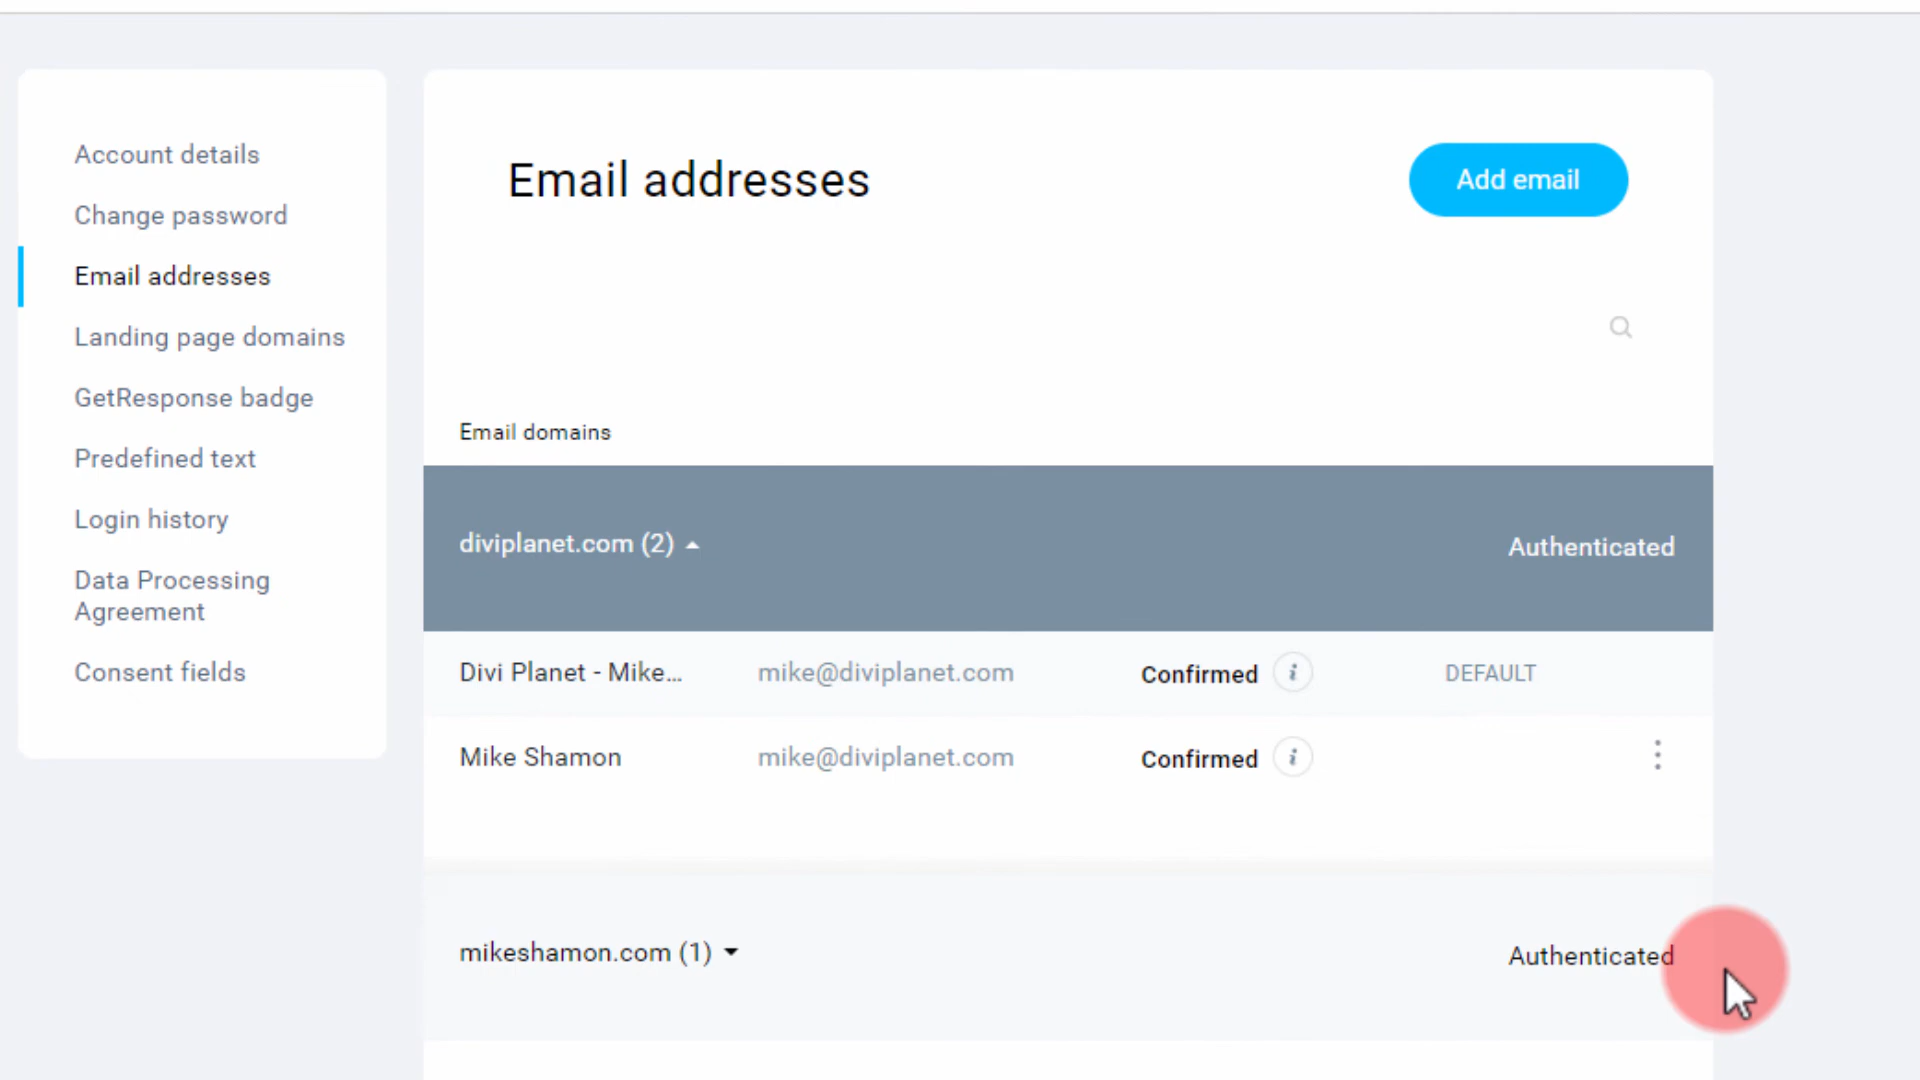 Account details
Change password
Email addresses
Landing page domains
GetResponse badge
Predefined text
Login history
Data Processing
Agreement
Consent fields
Email addresses
Add email
Email domains
diviplanet.com (2)
Authenticated
Divi Planet - Mike...
mike@diviplanet.com
Confirmed
i
DEFAULT
Mike Shamon
mike@diviplanet.com
Confirmed
i
mikeshamon.com (1)
Authenticated